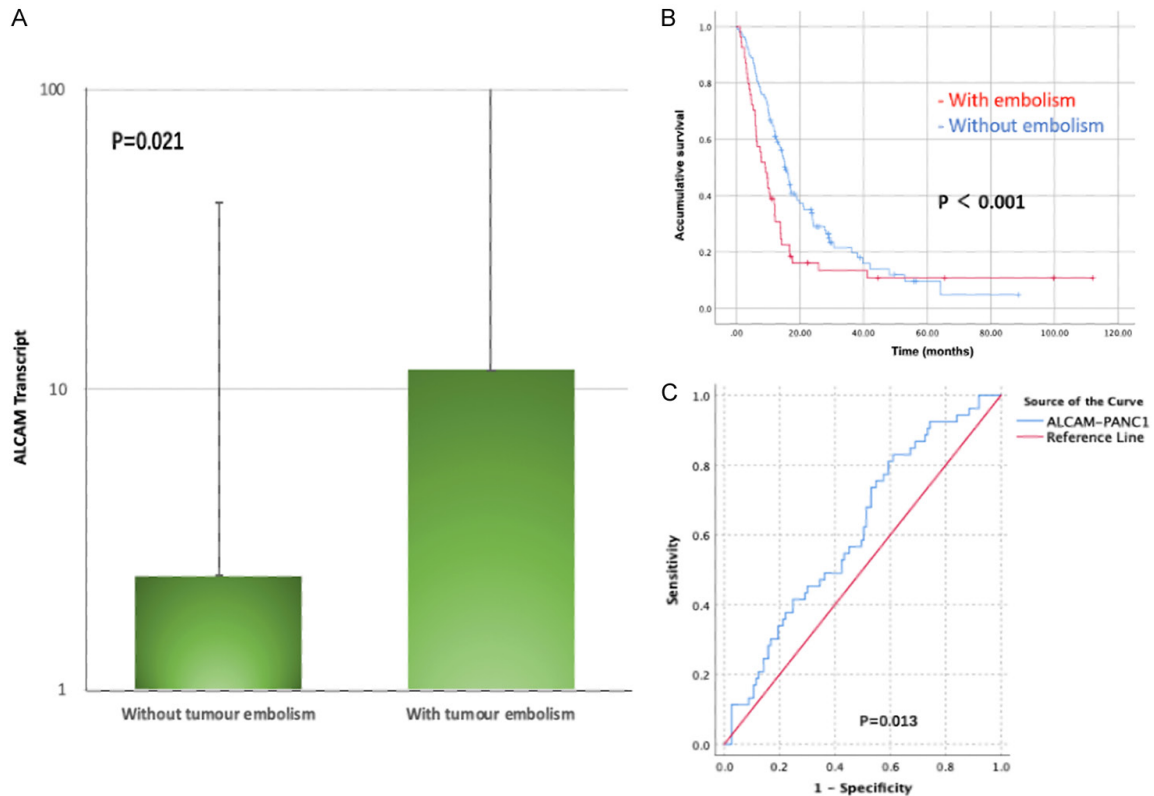 A
100
P=0.021
10
1
ALCAM Transcript
Without tumour embolism
With tumour embolism
B
1.0
0.8
0.6
0.4
0.2
0.0
Accumulative survival
- With embolism
- Without embolism
P < 0.001
.00 20.00 40.00 60.00 80.00 100.00 120.00
Time (months)
C
1.0
0.8
0.6
0.4
0.2
0.0
Sensitivity
Source of the Curve
ALCAM-PANC1
Reference Line
P=0.013
0.0 0.2 0.4 0.6 0.8 1.0
1 - Specificity